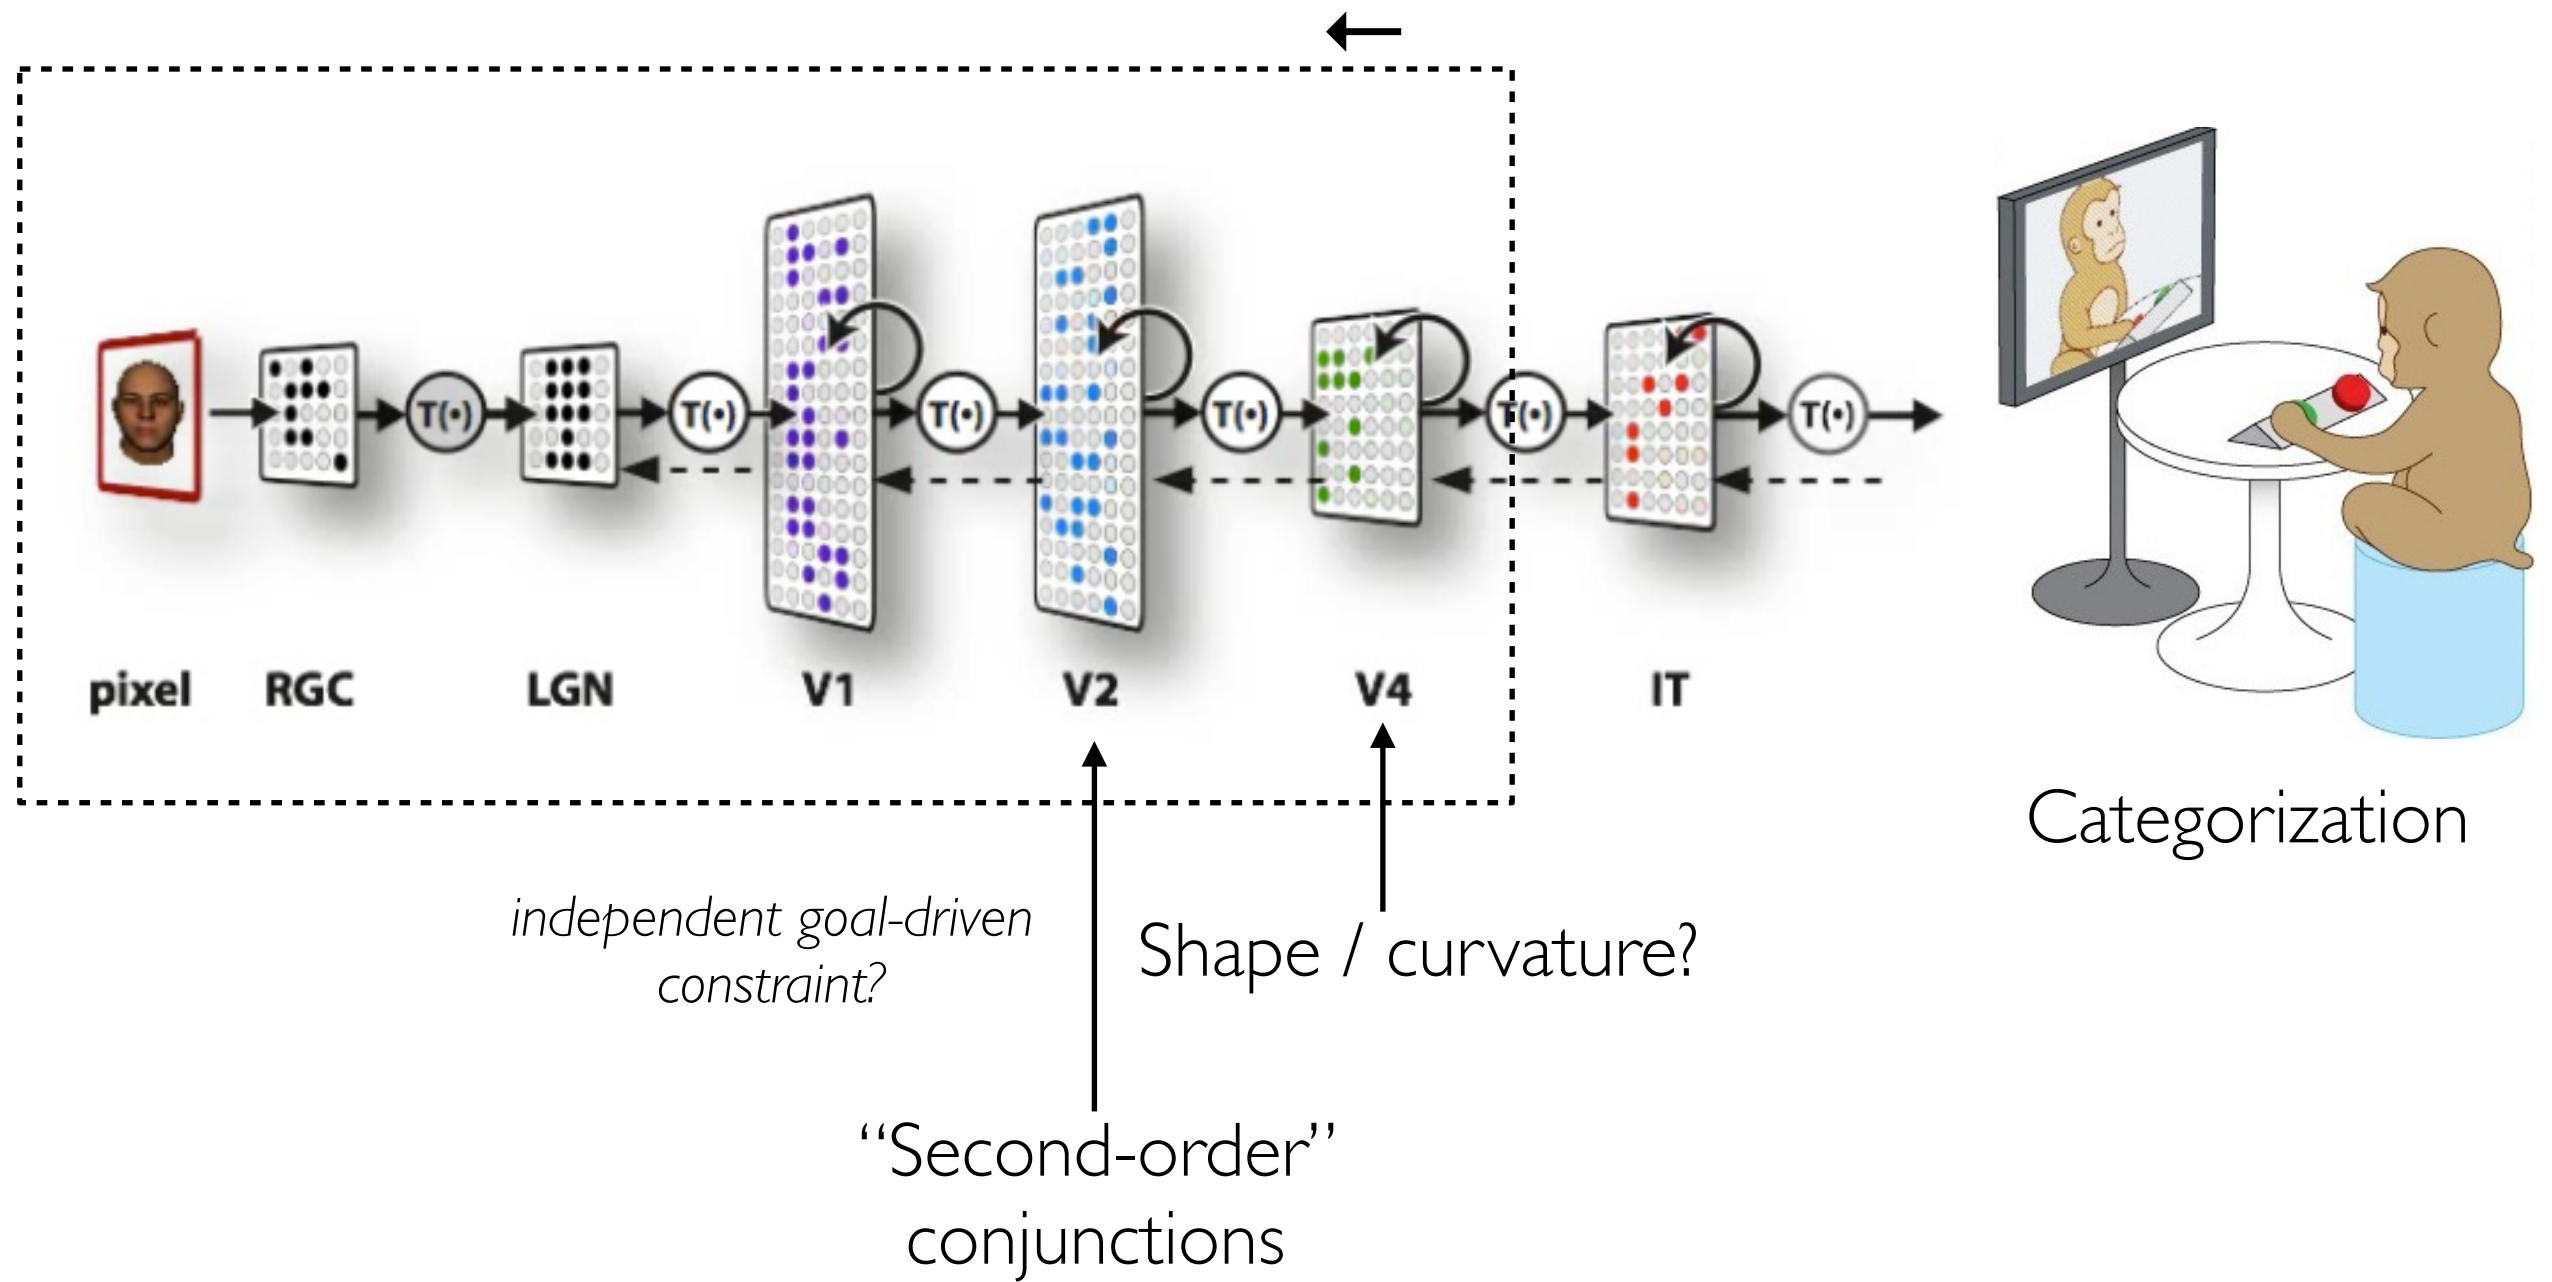 T(•) T(•) T(•) T(•) T(•) T(•)
pixel RGC LGN V1 V2 V4 IT
Categorization
independent goal-driven
constraint?
Shape / curvature?
“Second-order”
conjunctions